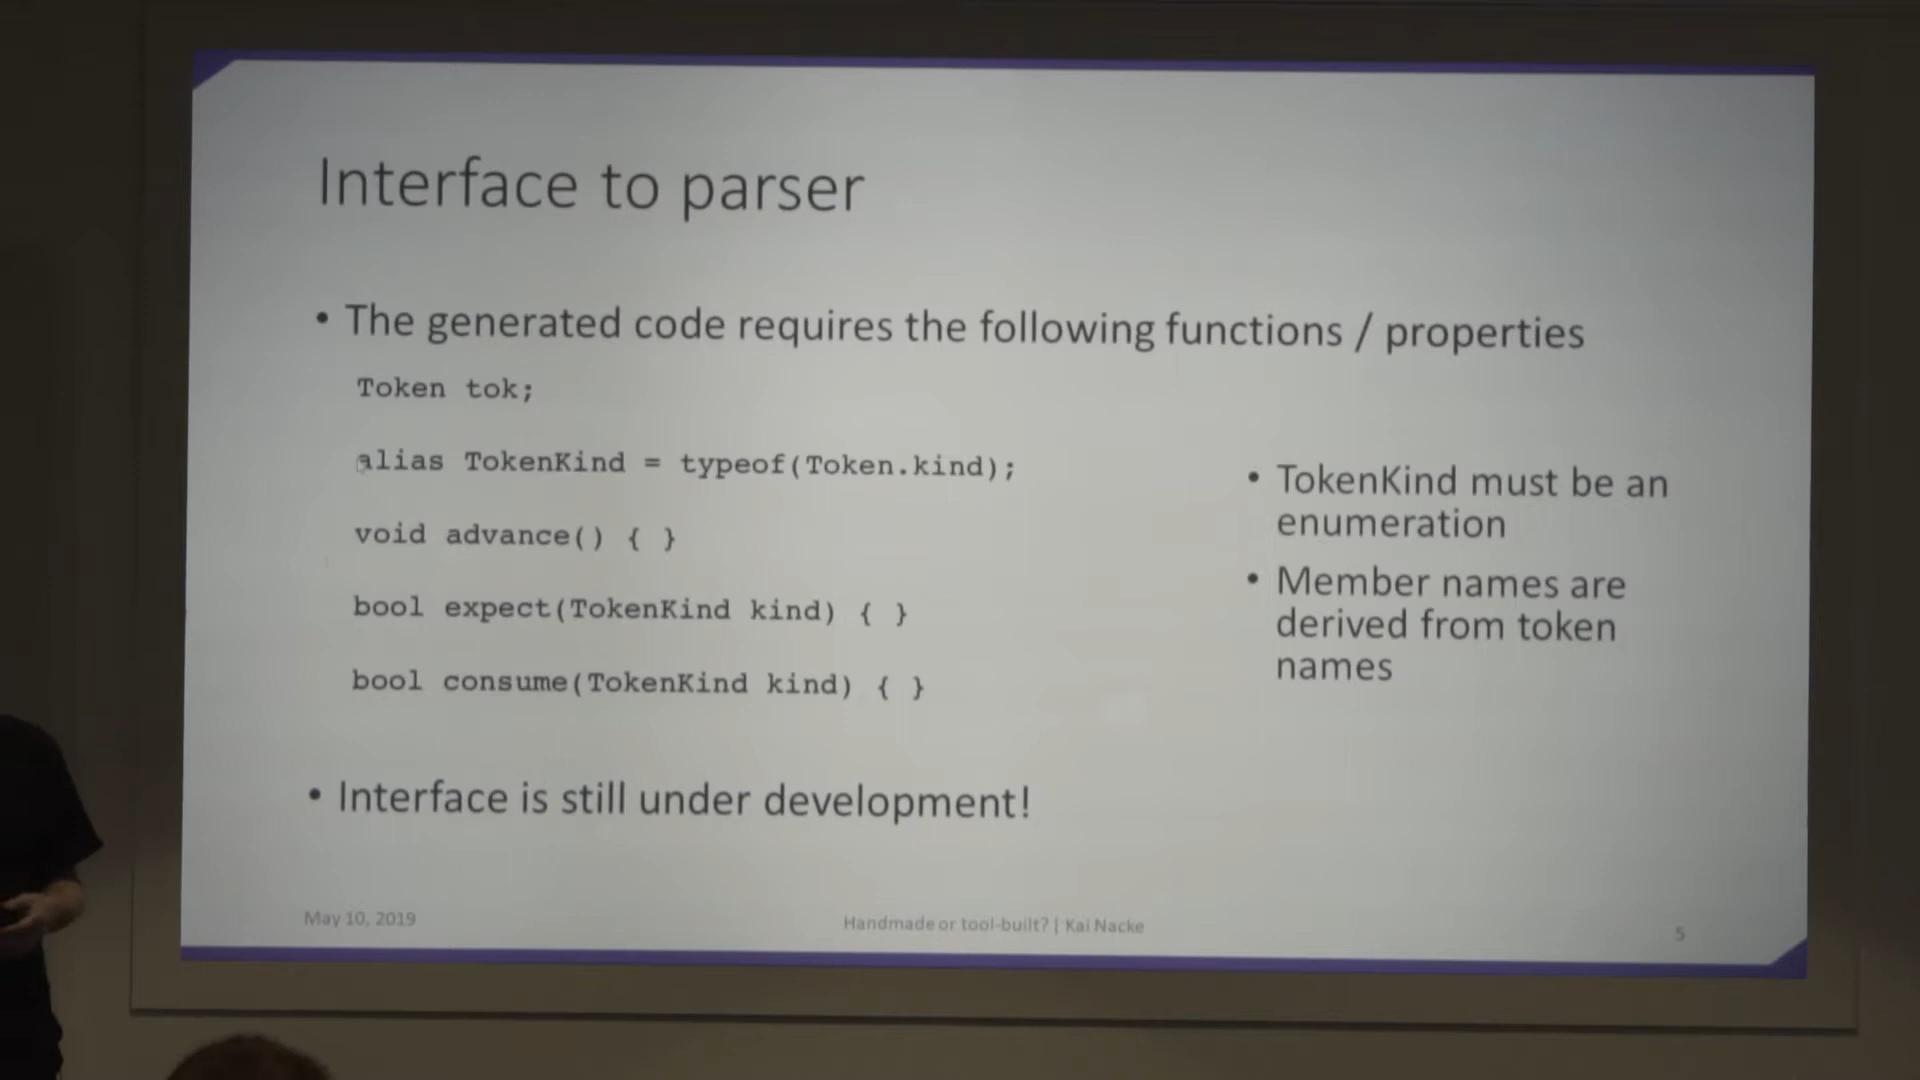 Interface to parser
• The generated code requires the following functions / properties
Token tok;
alias TokenKind = typeof(Token.kind);
void advance() { }
bool expect(TokenKind kind) { }
bool consume(TokenKind kind) { }
• TokenKind must be an
enumeration
• Member names are
derived from token
names
• Interface is still under development!
May 10, 2019
Handmade or tool-built? | Kai Nacke
5